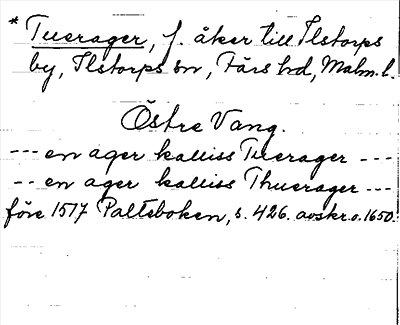 * Tuerager, f. åker till Ilstorps
by, Ilstorps sn, Färs hd, Malm. l.
Östre Vang.
--- en ager kalliss Tuerager ---
-- en ager kalliss Thuerager ---
före 1517 Palteboken, s. 426. avskr. o. 1650.